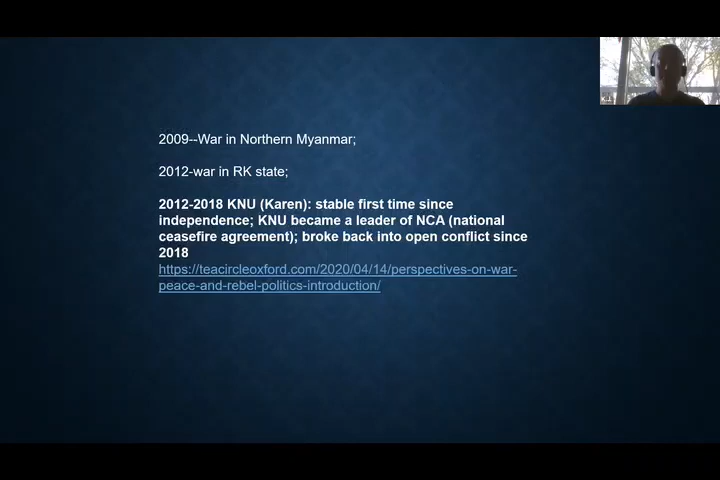 2009--War in Northern Myanmar;
2012-war in RK state;
2012-2018 KNU (Karen): stable first time since
independence; KNU became a leader of NCA (national
ceasefire agreement); broke back into open conflict since
2018
https://teacircleoxford.com/2020/04/14/perspectives-on-war-
peace-and-rebel-politics-introduction/